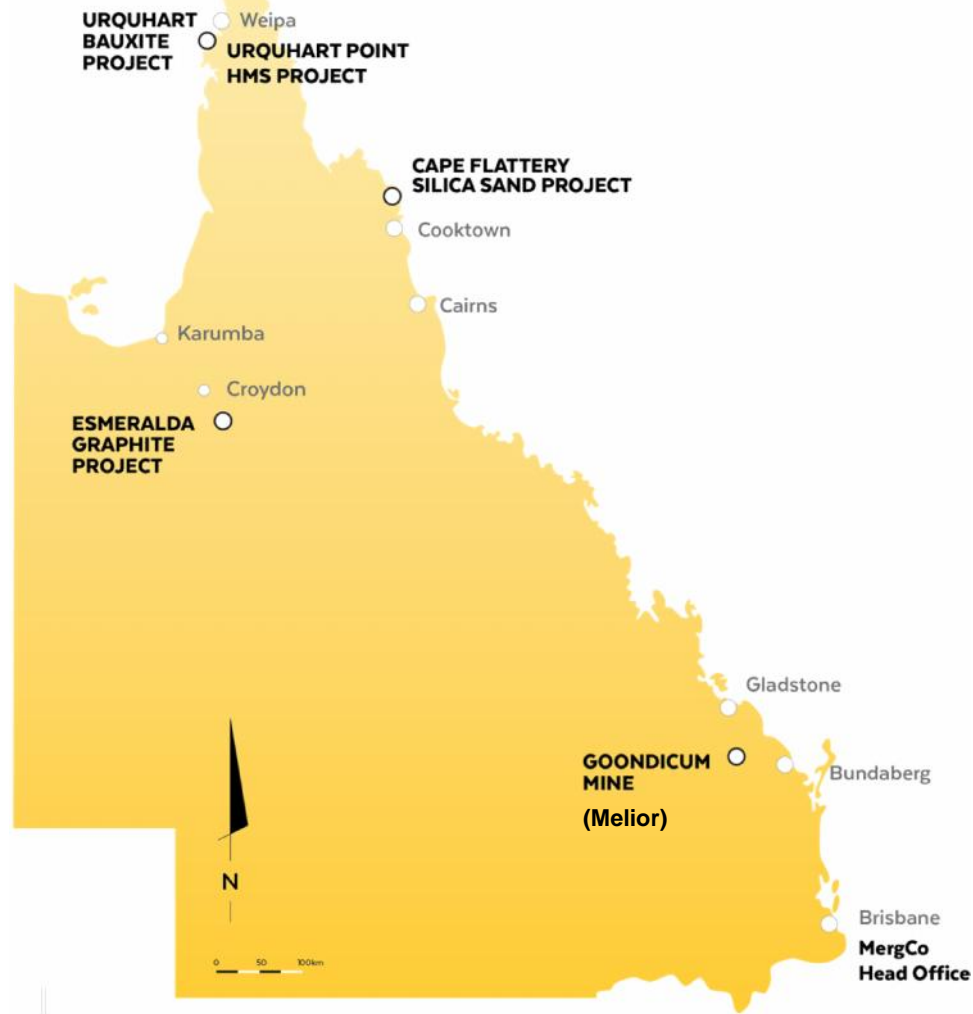 URQUHART
BAUXITE
PROJECT
Weipa
URQUHART POINT
HMS PROJECT
CAPE FLATTERY
SILICA SAND PROJECT
Cooktown
Cairns
Karumba
Croydon
ESMERALDA
GRAPHITE
PROJECT
Gladstone
GOONDICUM
MINE
(Melior)
Bundaberg
N
Brisbane
MergCo
Head Office
0 50 100km